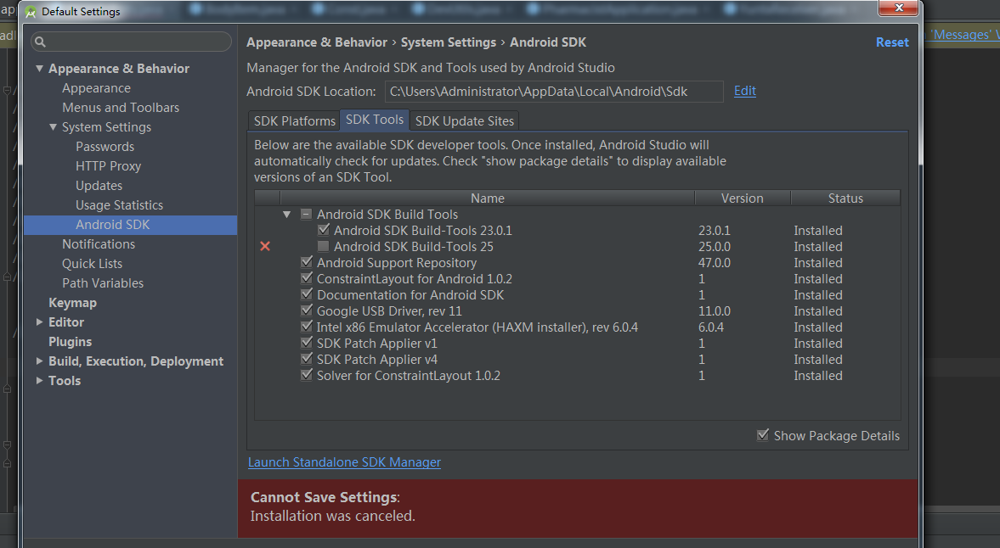 Default Settings
Appearance & Behavior › System Settings › Android SDK
Reset
Manager for the Android SDK and Tools used by Android Studio
Android SDK Location: C:\Users\Administrator\AppData\Local\Android\Sdk Edit
Appearance & Behavior
Appearance
Menus and Toolbars
System Settings
Passwords
HTTP Proxy
Updates
Usage Statistics
Android SDK
Notifications
Quick Lists
Path Variables
Keymap
Editor
Plugins
Build, Execution, Deployment
Tools
SDK Platforms SDK Tools SDK Update Sites
Below are the available SDK developer tools. Once installed, Android Studio will
automatically check for updates. Check "show package details" to display available
versions of an SDK Tool.
Name Version Status
Android SDK Build Tools
Android SDK Build-Tools 23.0.1 23.0.1 Installed
Android SDK Build-Tools 25 25.0.0 Installed
Android Support Repository 47.0.0 Installed
ConstraintLayout for Android 1.0.2 1 Installed
Documentation for Android SDK 1 Installed
Google USB Driver, rev 11 11.0.0 Installed
Intel x86 Emulator Accelerator (HAXM installer), rev 6.0.4 6.0.4 Installed
SDK Patch Applier v1 1 Installed
SDK Patch Applier v4 1 Installed
Solver for ConstraintLayout 1.0.2 1 Installed
Show Package Details
Launch Standalone SDK Manager
Cannot Save Settings:
Installation was canceled.
'Messages'